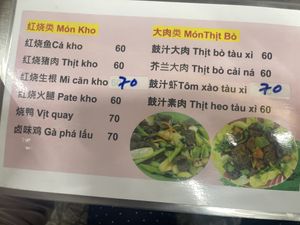 红烧类 Món Kho
红烧鱼Cá kho 60
红烧猪肉 Thịt kho 60
红烧生根 Mì căn kho 70
红烧火腿 Pate kho 60
烧鸭 Vịt quay 70
卤味鸡 Gà phá lấu 70
大肉类 MónThịt Bò
鼓汁大肉 Thịt bò tàu xì 60
芥兰大肉 Thịt bò cải ná 60
鼓汁虾Tôm xào tàu xì 70
鼓汁素肉 Thịt heo tàu xì 60